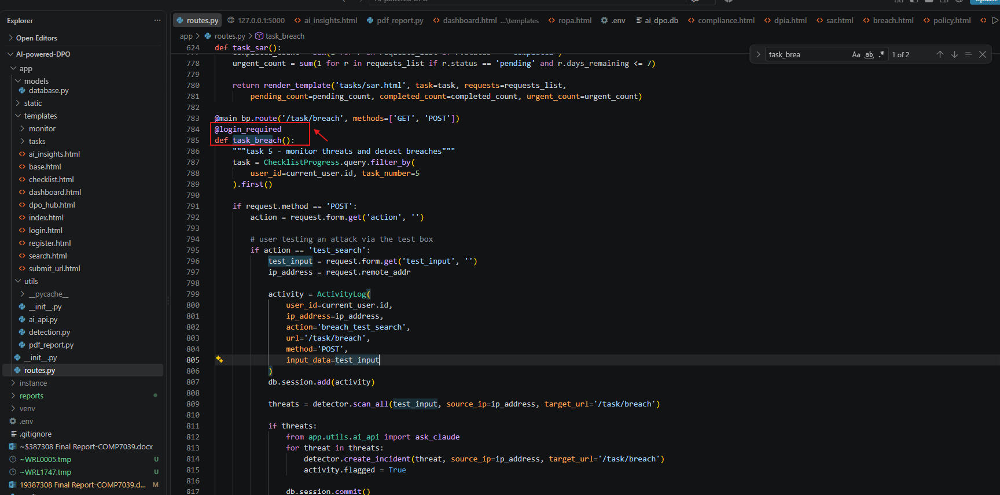 AI-powered-DPO
Update
Explorer
Open Editors
AI-powered-DPO
app
models
database.py
static
templates
monitor
tasks
ai_insights.html
base.html
checklist.html
dashboard.html
dpo_hub.html
index.html
login.html
register.html
search.html
submit_url.html
utils
__pycache__
__init__.py
ai_api.py
detection.py
pdf_report.py
__init__.py
routes.py
instance
reports
venv
.env
.gitignore
~$387308 Final Report-COMP7039.docx
~WRL0005.tmp U
~WRL1747.tmp U
19387308 Final Report-COMP7039.d... M
routes.py 127.0.0.1:5000 ai_insights.html pdf_report.py dashboard.html ...\templates ropa.html .env ai_dpo.db compliance.html dpia.html sar.html breach.html policy.html
app > routes.py > task_breach
task_brea Aa ab .* 1 of 2
624 def task_sar():
777 completed_count = sum(1 for r in requests_list if r.status == 'completed')
778 urgent_count = sum(1 for r in requests_list if r.status == 'pending' and r.days_remaining <= 7)
779
780 return render_template('tasks/sar.html', task=task, requests=requests_list,
781 pending_count=pending_count, completed_count=completed_count, urgent_count=urgent_count)
782
783 @main_bp.route('/task/breach', methods=['GET', 'POST'])
784 @login_required
785 def task_breach():
786 """task 5 - monitor threats and detect breaches"""
787 task = ChecklistProgress.query.filter_by(
788 user_id=current_user.id, task_number=5
789 ).first()
790
791 if request.method == 'POST':
792 action = request.form.get('action', '')
793
794 # user testing an attack via the test box
795 if action == 'test_search':
796 test_input = request.form.get('test_input', '')
797 ip_address = request.remote_addr
798
799 activity = ActivityLog(
800 user_id=current_user.id,
801 ip_address=ip_address,
802 action='breach_test_search',
803 url='/task/breach',
804 method='POST',
805 input_data=test_input
806 )
807 db.session.add(activity)
808
809 threats = detector.scan_all(test_input, source_ip=ip_address, target_url='/task/breach')
810
811 if threats:
812 from app.utils.ai_api import ask_claude
813 for threat in threats:
814 detector.create_incident(threat, source_ip=ip_address, target_url='/task/breach')
815 activity.flagged = True
816
817 db.session.commit()